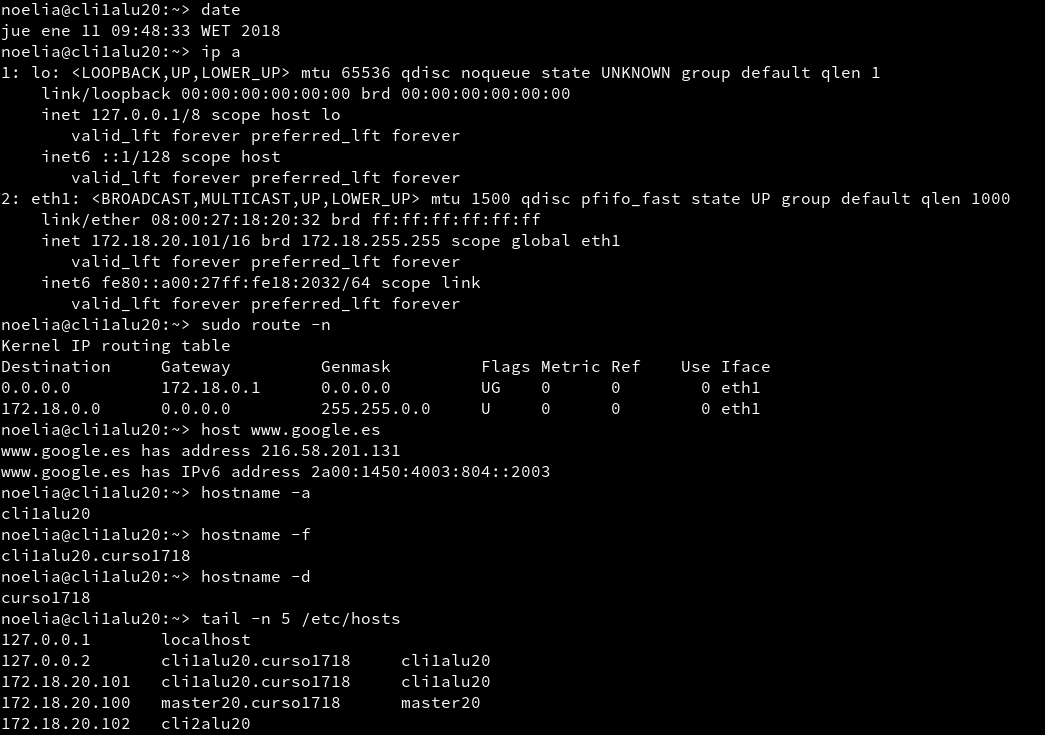 noelia@cli1alu20:~> date
jue ene 11 09:48:33 WET 2018
noelia@cli1alu20:~> ip a
1: lo: <LOOPBACK,UP,LOWER_UP> mtu 65536 qdisc noqueue state UNKNOWN group default qlen 1
    link/loopback 00:00:00:00:00:00 brd 00:00:00:00:00:00
    inet 127.0.0.1/8 scope host lo
       valid_lft forever preferred_lft forever
    inet6 ::1/128 scope host
       valid_lft forever preferred_lft forever
2: eth1: <BROADCAST,MULTICAST,UP,LOWER_UP> mtu 1500 qdisc pfifo_fast state UP group default qlen 1000
    link/ether 08:00:27:18:20:32 brd ff:ff:ff:ff:ff:ff
    inet 172.18.20.101/16 brd 172.18.255.255 scope global eth1
       valid_lft forever preferred_lft forever
    inet6 fe80::a00:27ff:fe18:2032/64 scope link
       valid_lft forever preferred_lft forever
noelia@cli1alu20:~> sudo route -n
Kernel IP routing table
Destination     Gateway         Genmask         Flags Metric Ref    Use Iface
0.0.0.0         172.18.0.1      0.0.0.0         UG    0      0        0 eth1
172.18.0.0      0.0.0.0         255.255.0.0     U     0      0        0 eth1
noelia@cli1alu20:~> host www.google.es
www.google.es has address 216.58.201.131
www.google.es has IPv6 address 2a00:1450:4003:804::2003
noelia@cli1alu20:~> hostname -a
cli1alu20
noelia@cli1alu20:~> hostname -f
cli1alu20.curso1718
noelia@cli1alu20:~> hostname -d
curso1718
noelia@cli1alu20:~> tail -n 5 /etc/hosts
127.0.0.1       localhost
127.0.0.2       cli1alu20.curso1718     cli1alu20
172.18.20.101   cli1alu20.curso1718     cli1alu20
172.18.20.100   master20.curso1718      master20
172.18.20.102   cli2alu20